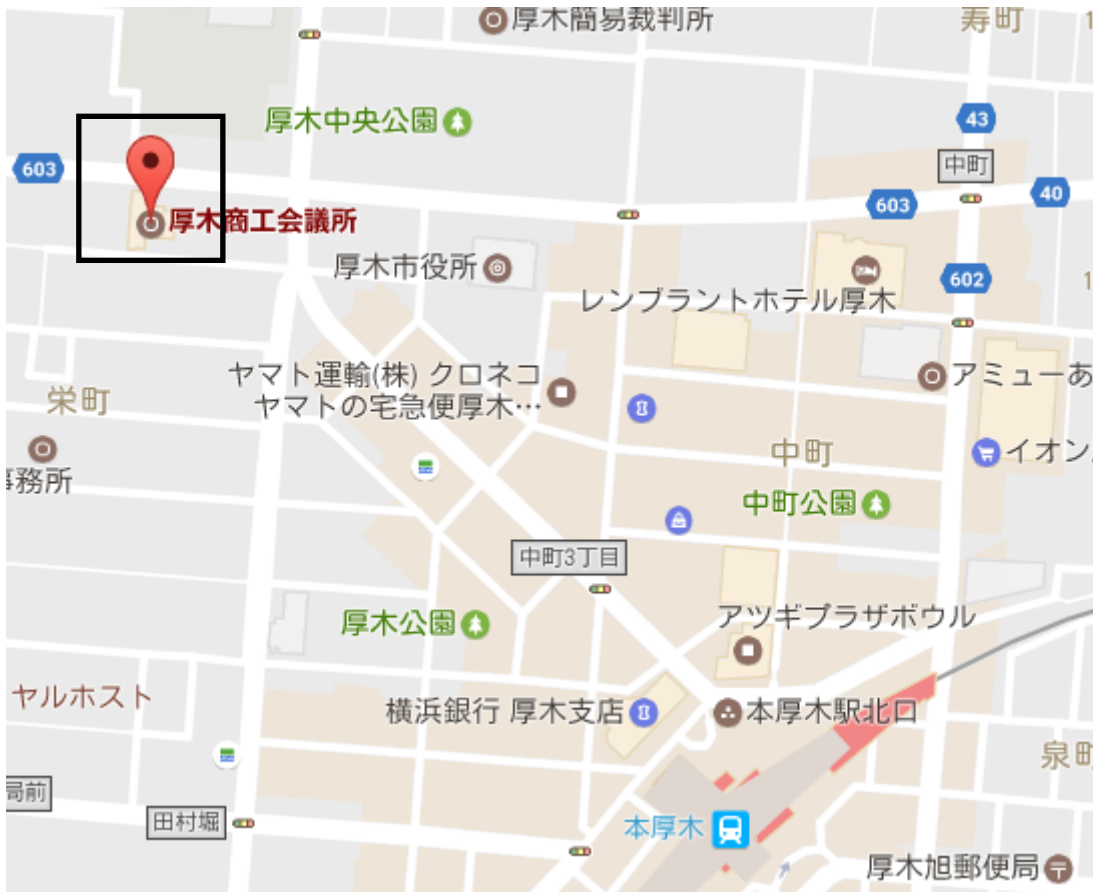 厚木簡易裁判所
寿町
厚木中央公園
43
603
中町
40
603
厚木商工会議所
厚木市役所
602
レンブラントホテル厚木
ヤマト運輸(株) クロネコ
ヤマトの宅急便厚木…
アミューあ
栄町
中町
イオン
務所
中町公園
中町3丁目
厚木公園
アツギプラザボウル
ヤルホスト
横浜銀行 厚木支店
本厚木駅北口
泉町
局前
田村堀
本厚木
厚木旭郵便局